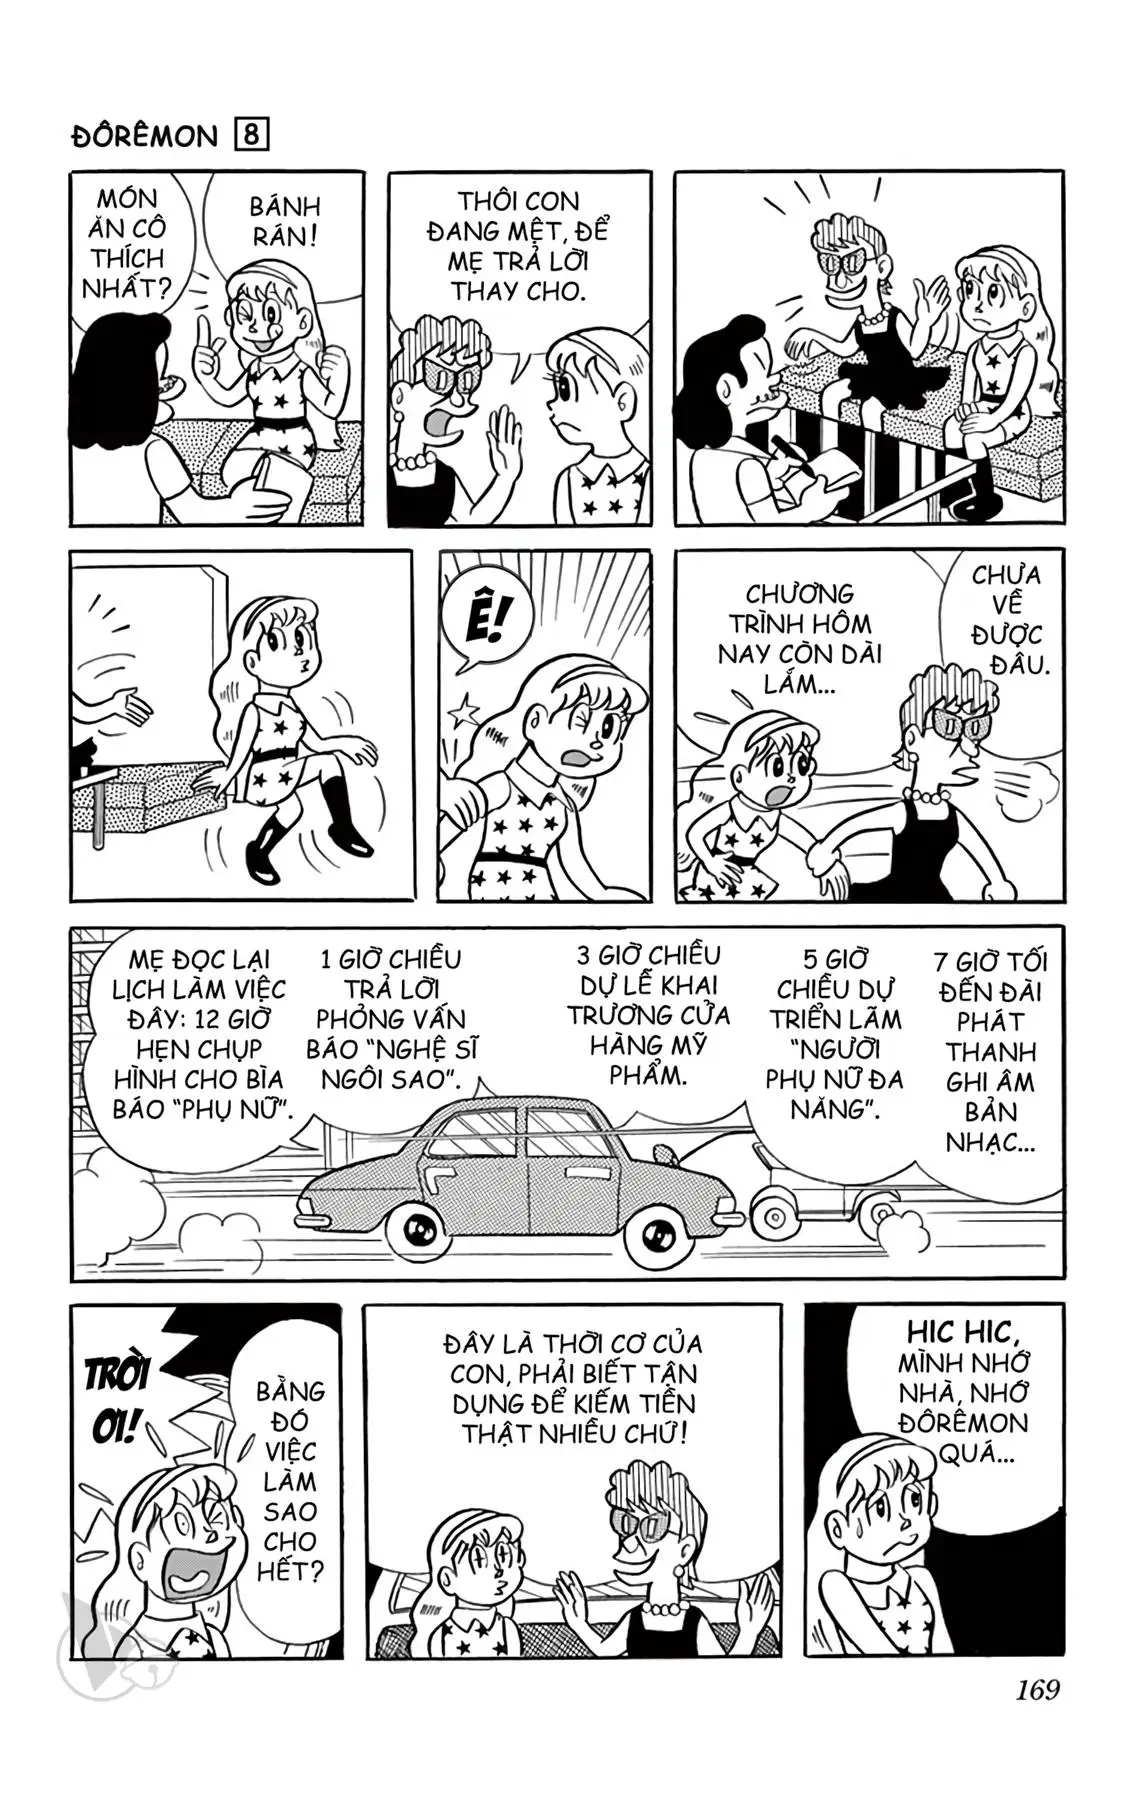 ĐÔRÊMON 8
MÓN
ĂN CÔ
THÍCH
NHẤT?
BÁNH
RÁN!
THÔI CON
ĐANG MỆT, ĐỂ
MẸ TRẢ LỜI
THAY CHO.
Ê!
CHƯƠNG
TRÌNH HÔM
NAY CÒN DÀI
LẮM...
CHƯA
VỀ
ĐƯỢC
ĐÂU.
MẸ ĐỌC LẠI
LỊCH LÀM VIỆC
ĐÂY: 12 GIỜ
HẸN CHỤP
HÌNH CHO BÌA
BÁO “PHỤ NỮ”.
1 GIỜ CHIỀU
TRẢ LỜI
PHỎNG VẤN
BÁO “NGHỆ SĨ
NGÔI SAO”.
3 GIỜ CHIỀU
DỰ LỄ KHAI
TRƯƠNG CỬA
HÀNG MỸ
PHẨM.
5 GIỜ
CHIỀU DỰ
TRIỂN LÃM
“NGƯỜI
PHỤ NỮ ĐA
NĂNG”.
7 GIỜ TỐI
ĐẾN ĐÀI
PHÁT
THANH
GHI ÂM
BẢN
NHẠC...
TRỜI
ƠI!
BẰNG
ĐÓ
VIỆC
LÀM
SAO
CHO
HẾT?
ĐÂY LÀ THỜI CƠ CỦA
CON, PHẢI BIẾT TẬN
DỤNG ĐỂ KIẾM TIỀN
THẬT NHIỀU CHỨ!
HIC HIC,
MÌNH NHỚ
NHÀ, NHỚ
ĐÔRÊMON
QUÁ...
169